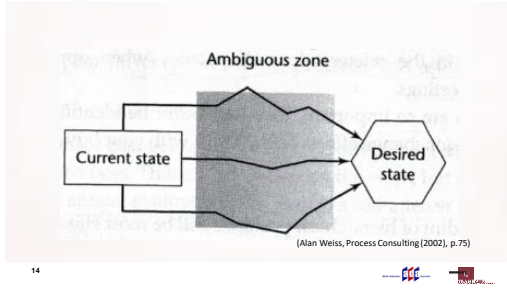 Ambiguous zone
Current state
Desired
state
(Alan Weiss, Process Consulting (2002), p.75)
14